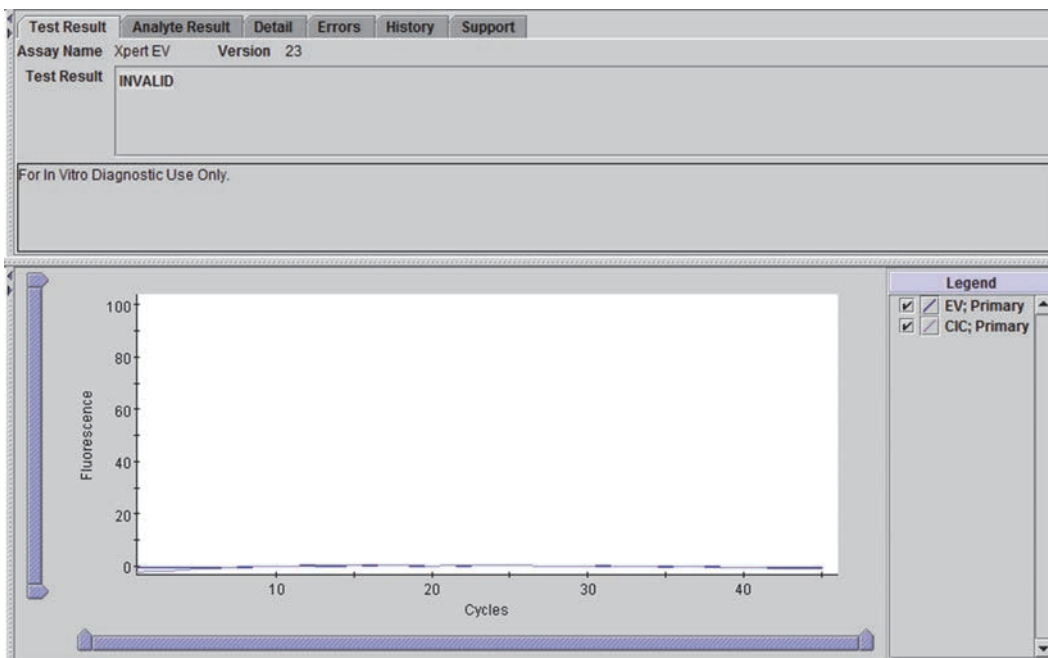 Test Result Analyte Result Detail Errors History Support
Assay Name Xpert EV Version 23
Test Result INVALID
For In Vitro Diagnostic Use Only.
Legend
EV; Primary
CIC; Primary
100
80
60
40
20
0
Fluorescence
10 20 30 40
Cycles